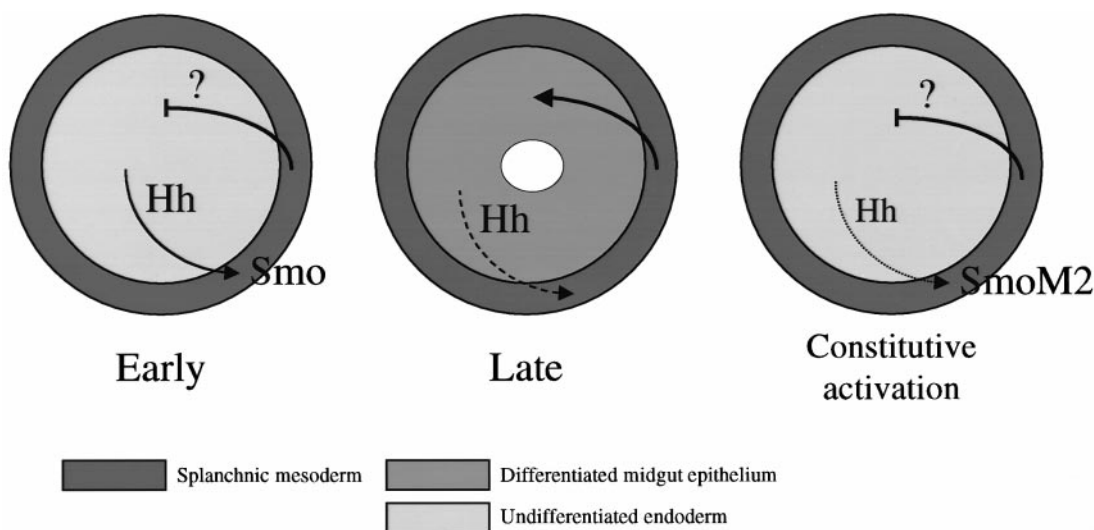 ?
Hh
Smo
Early
Hh
Late
?
Hh
SmoM2
Constitutive
activation
Splanchnic mesoderm
Differentiated midgut epithelium
Undifferentiated endoderm